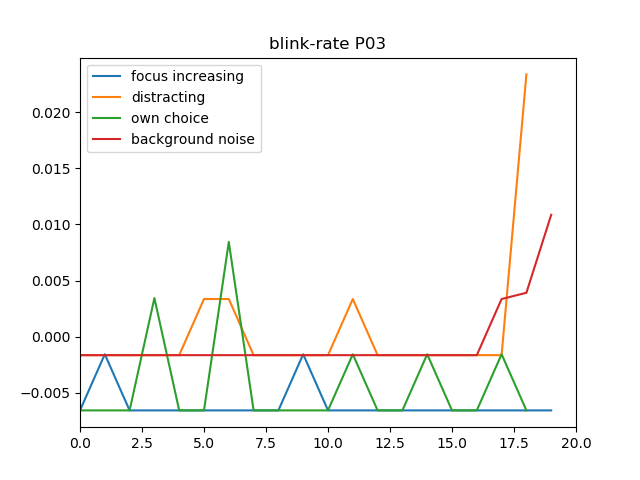 blink-rate P03
focus increasing
distracting
own choice
background noise
0.020
0.015
0.010
0.005
0.000
−0.005
0.0 2.5 5.0 7.5 10.0 12.5 15.0 17.5 20.0